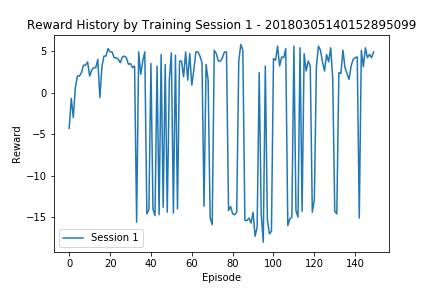 Reward History by Training Session 1 - 20180305140152895099
5
0
−5
−10
−15
Reward
Session 1
0 20 40 60 80 100 120 140
Episode